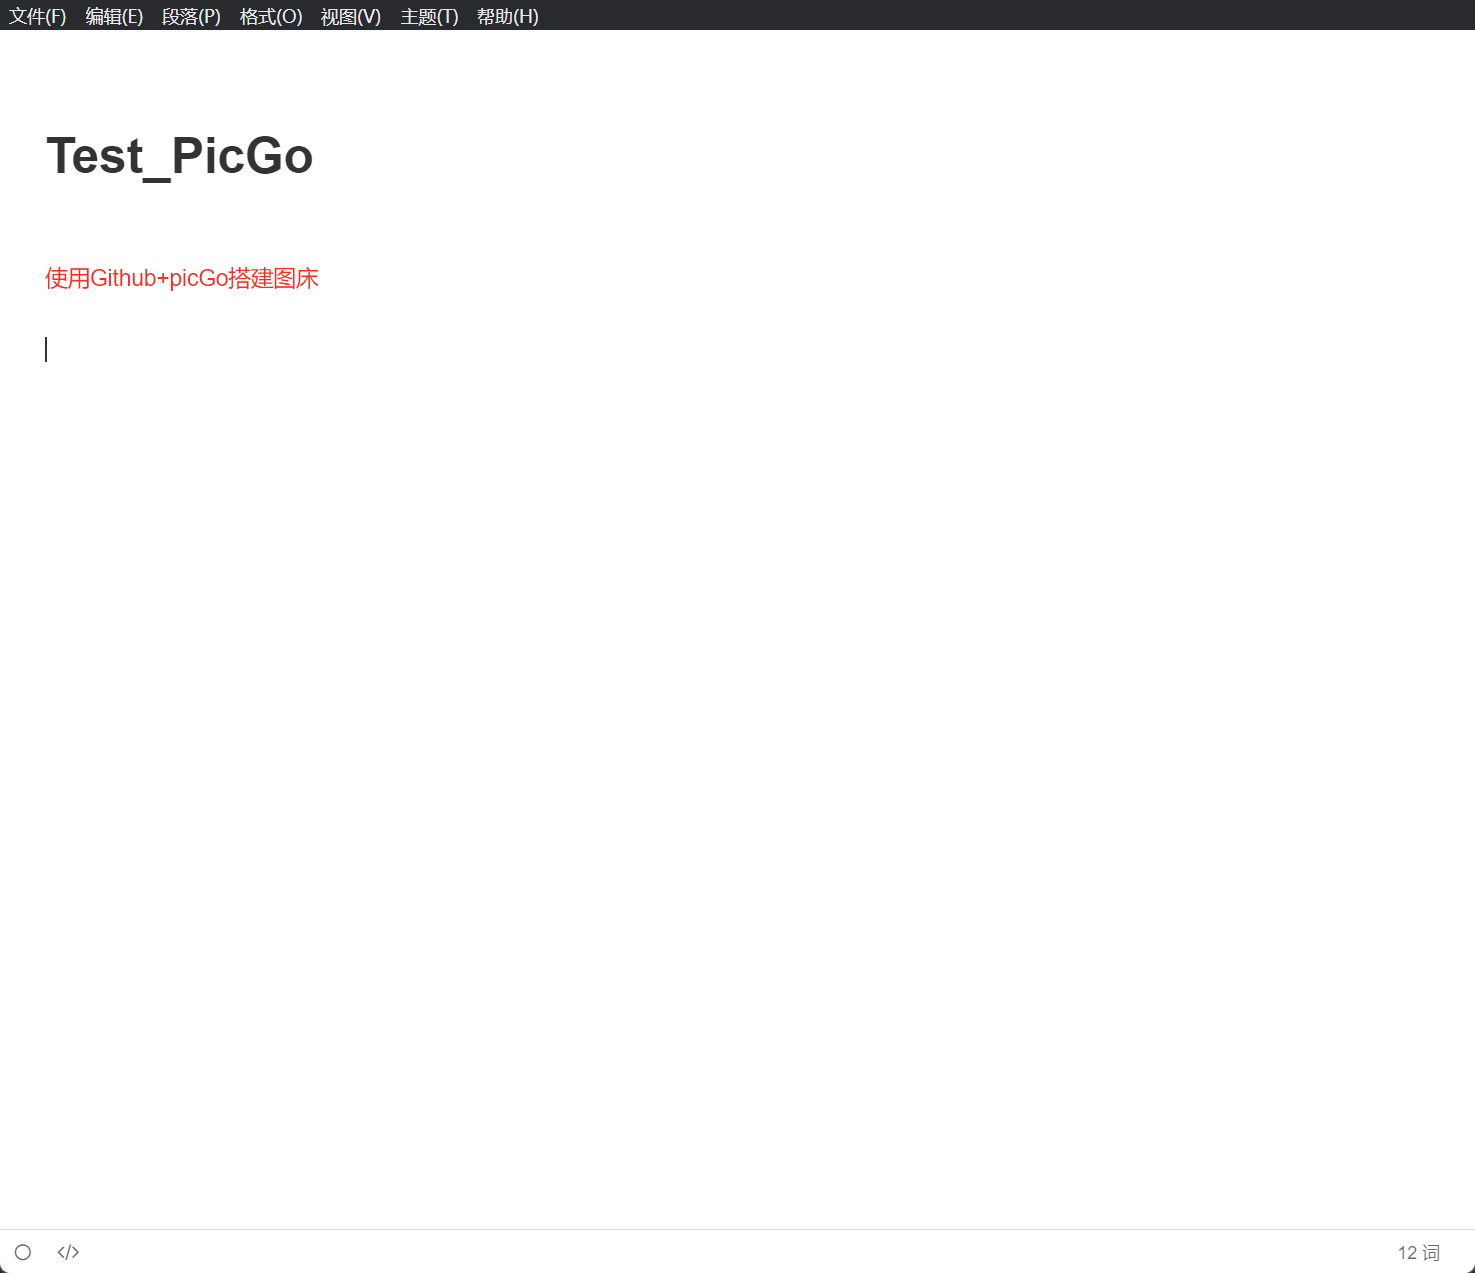 文件(F) 编辑(E) 段落(P) 格式(O) 视图(V) 主题(T) 帮助(H)
Test_PicGo
使用Github+picGo搭建图床
</> 12 词